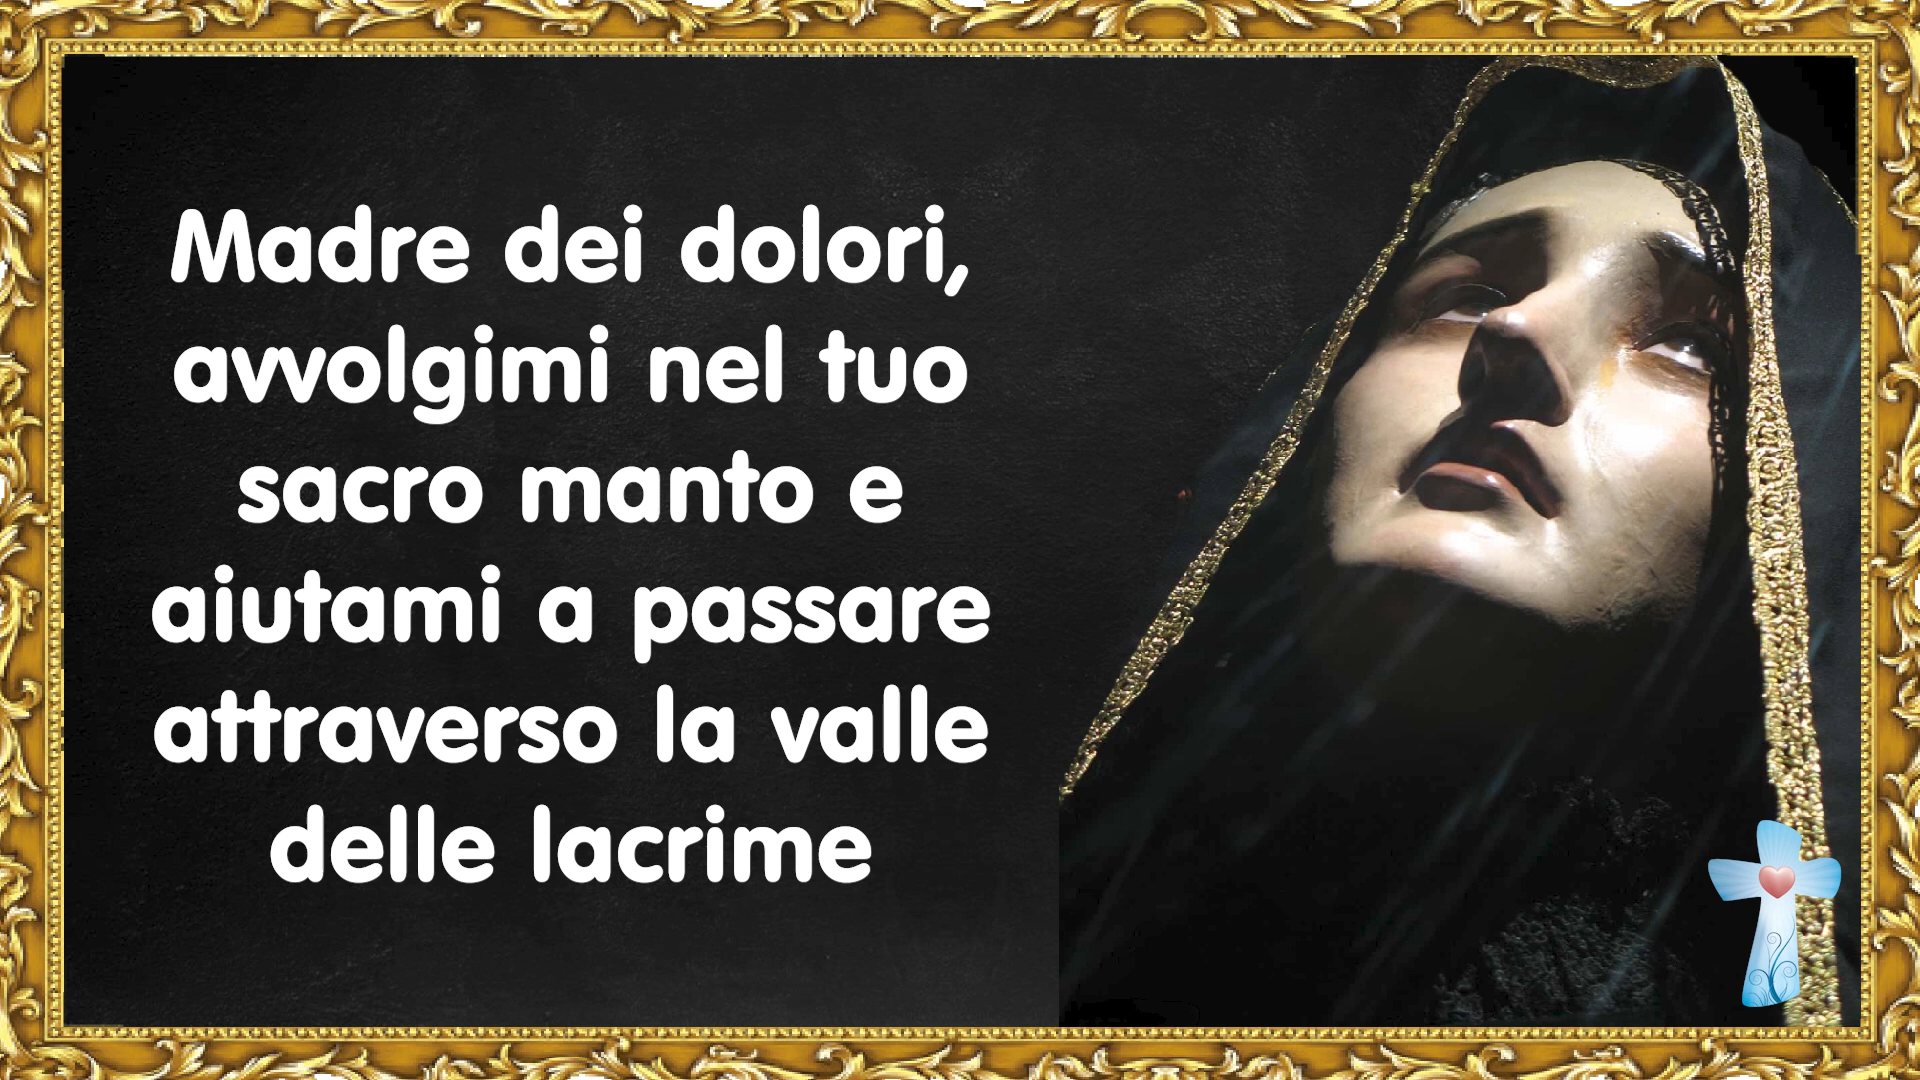 Madre dei dolori,
avvolgimi nel tuo
sacro manto e
aiutami a passare
attraverso la valle
delle lacrime